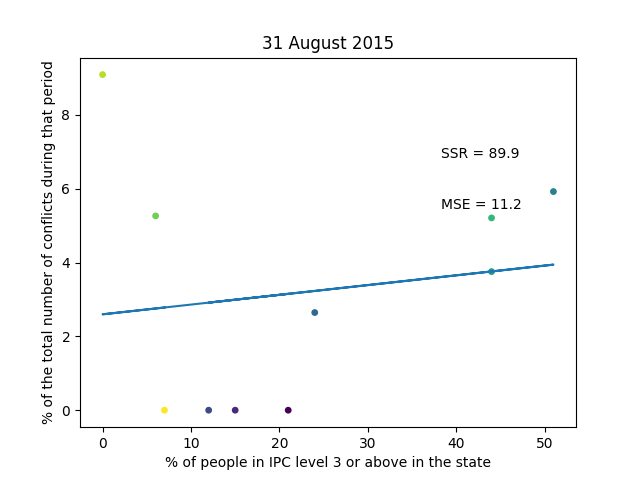 31 August 2015
% of the total number of conflicts during that period
8
6
4
2
0
SSR = 89.9
MSE = 11.2
0 10 20 30 40 50
% of people in IPC level 3 or above in the state